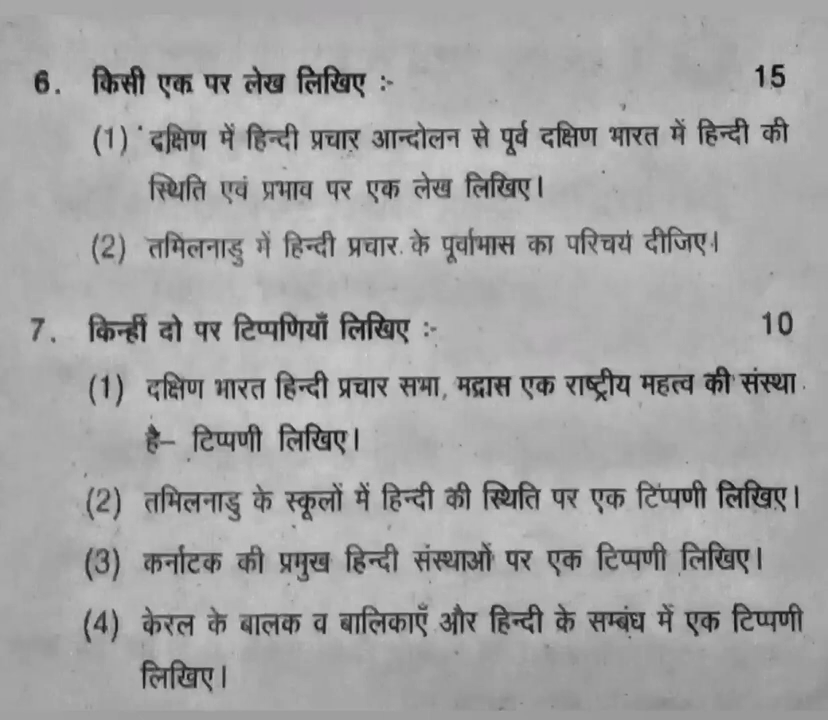 6. किसी एक पर लेख लिखिए :- 15
(1) दक्षिण में हिन्दी प्रचार आन्दोलन से पूर्व दक्षिण भारत में हिन्दी की
स्थिति एवं प्रभाव पर एक लेख लिखिए।
(2) तमिलनाडु में हिन्दी प्रचार के पूर्वाभास का परिचय दीजिए।
7. किन्हीं दो पर टिप्पणियाँ लिखिए :- 10
(1) दक्षिण भारत हिन्दी प्रचार सभा, मद्रास एक राष्ट्रीय महत्व की संस्था
है– टिप्पणी लिखिए।
(2) तमिलनाडु के स्कूलों में हिन्दी की स्थिति पर एक टिप्पणी लिखिए।
(3) कर्नाटक की प्रमुख हिन्दी संस्थाओं पर एक टिप्पणी लिखिए।
(4) केरल के बालक व बालिकाएँ और हिन्दी के सम्बंध में एक टिप्पणी
लिखिए।